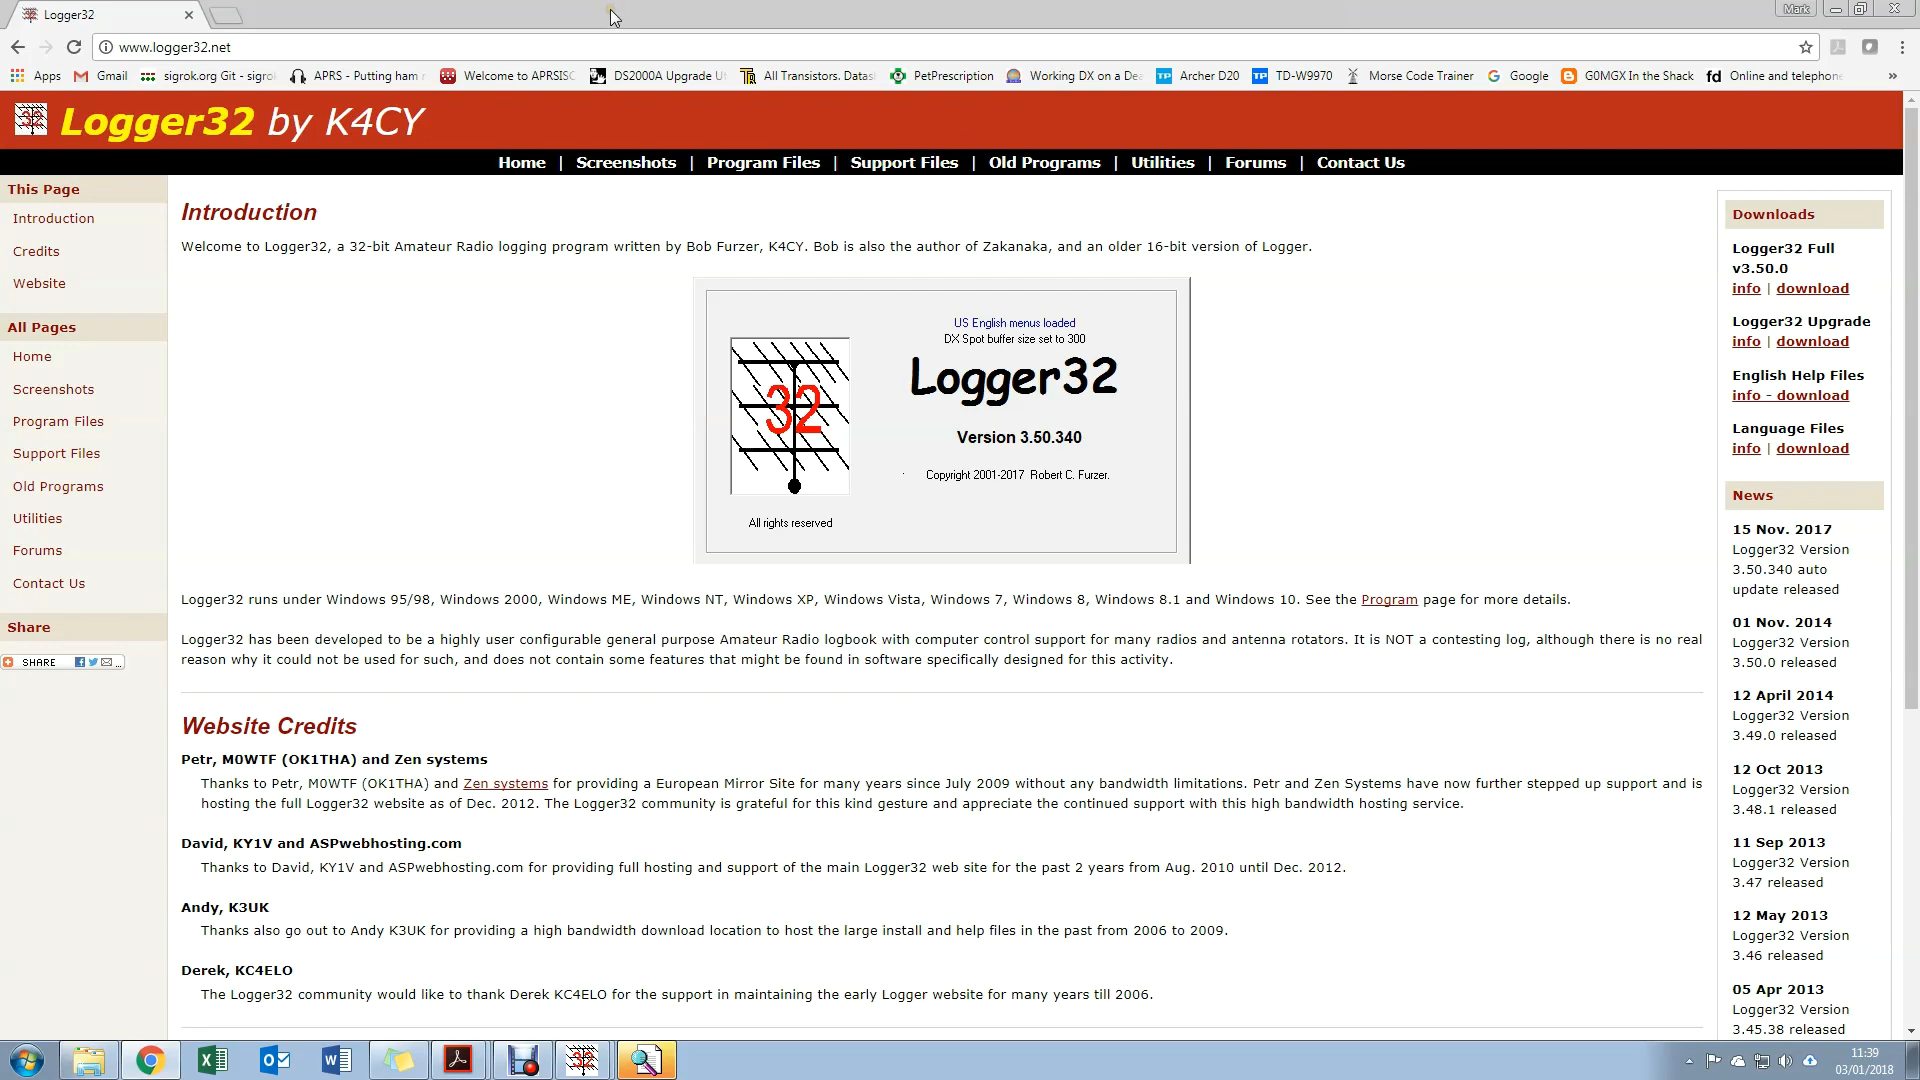 Logger32
Mark
www.logger32.net
Apps
Gmail
sigrok.org Git - sigro
APRS - Putting ham
Welcome to APRSISC
DS2000A Upgrade U
All Transistors. Datas
PetPrescription
Working DX on a Dea
Archer D20
TD-W9970
Morse Code Trainer
Google
G0MGX In the Shack
Online and telephon
»
Logger32 by K4CY
Home | Screenshots | Program Files | Support Files | Old Programs | Utilities | Forums | Contact Us
This Page
Introduction
Credits
Website
All Pages
Home
Screenshots
Program Files
Support Files
Old Programs
Utilities
Forums
Contact Us
Share
SHARE ...
Introduction
Welcome to Logger32, a 32-bit Amateur Radio logging program written by Bob Furzer, K4CY. Bob is also the author of Zakanaka, and an older 16-bit version of Logger.
US English menus loaded
DX Spot buffer size set to 300
32
Logger32
Version 3.50.340
Copyright 2001-2017 Robert C. Furzer.
All rights reserved
Logger32 runs under Windows 95/98, Windows 2000, Windows ME, Windows NT, Windows XP, Windows Vista, Windows 7, Windows 8, Windows 8.1 and Windows 10. See the Program page for more details.
Logger32 has been developed to be a highly user configurable general purpose Amateur Radio logbook with computer control support for many radios and antenna rotators. It is NOT a contesting log, although there is no real
reason why it could not be used for such, and does not contain some features that might be found in software specifically designed for this activity.
Website Credits
Petr, M0WTF (OK1THA) and Zen systems
Thanks to Petr, M0WTF (OK1THA) and Zen systems for providing a European Mirror Site for many years since July 2009 without any bandwidth limitations. Petr and Zen Systems have now further stepped up support and is
hosting the full Logger32 website as of Dec. 2012. The Logger32 community is grateful for this kind gesture and appreciate the continued support with this high bandwidth hosting service.
David, KY1V and ASPwebhosting.com
Thanks to David, KY1V and ASPwebhosting.com for providing full hosting and support of the main Logger32 web site for the past 2 years from Aug. 2010 until Dec. 2012.
Andy, K3UK
Thanks also go out to Andy K3UK for providing a high bandwidth download location to host the large install and help files in the past from 2006 to 2009.
Derek, KC4ELO
The Logger32 community would like to thank Derek KC4ELO for the support in maintaining the early Logger website for many years till 2006.
Downloads
Logger32 Full
v3.50.0
info | download
Logger32 Upgrade
info | download
English Help Files
info - download
Language Files
info | download
News
15 Nov. 2017
Logger32 Version
3.50.340 auto
update released
01 Nov. 2014
Logger32 Version
3.50.0 released
12 April 2014
Logger32 Version
3.49.0 released
12 Oct 2013
Logger32 Version
3.48.1 released
11 Sep 2013
Logger32 Version
3.47 released
12 May 2013
Logger32 Version
3.46 released
05 Apr 2013
Logger32 Version
3.45.38 released
11:39
03/01/2018